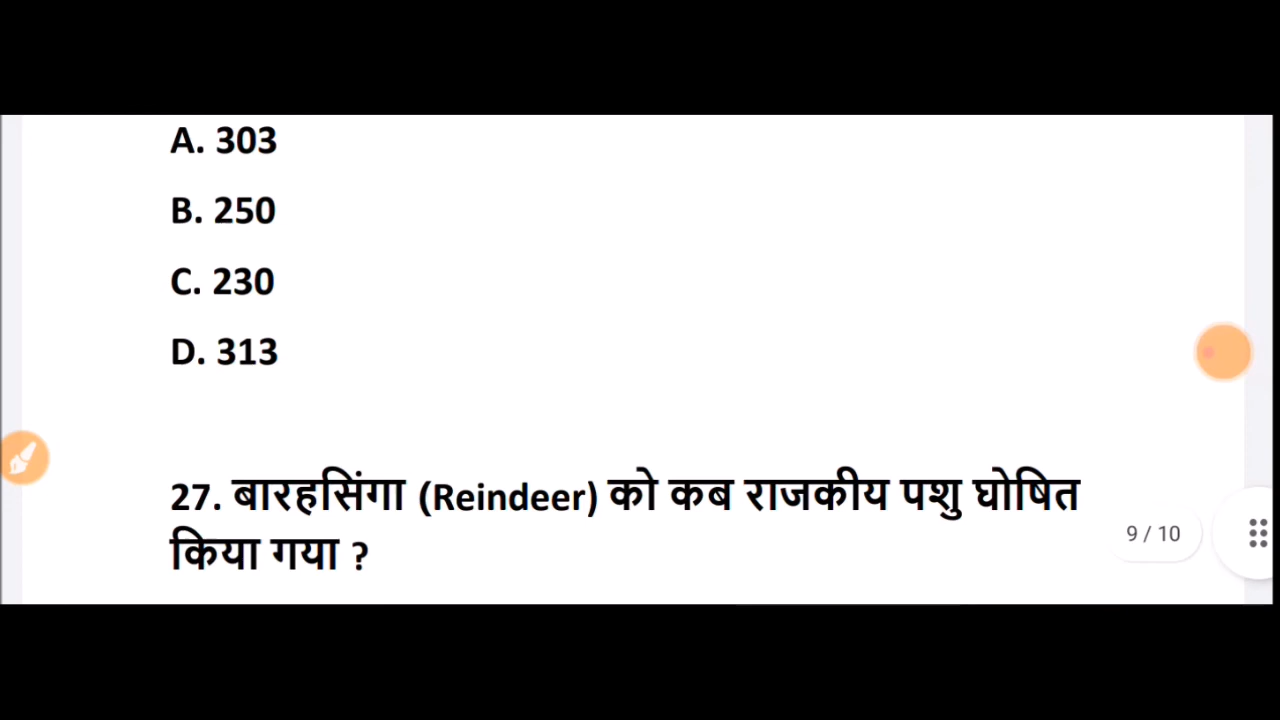 A. 303
B. 250
C. 230
D. 313
27. बारहसिंगा (Reindeer) को कब राजकीय पशु घोषित
किया गया ?
9 / 10